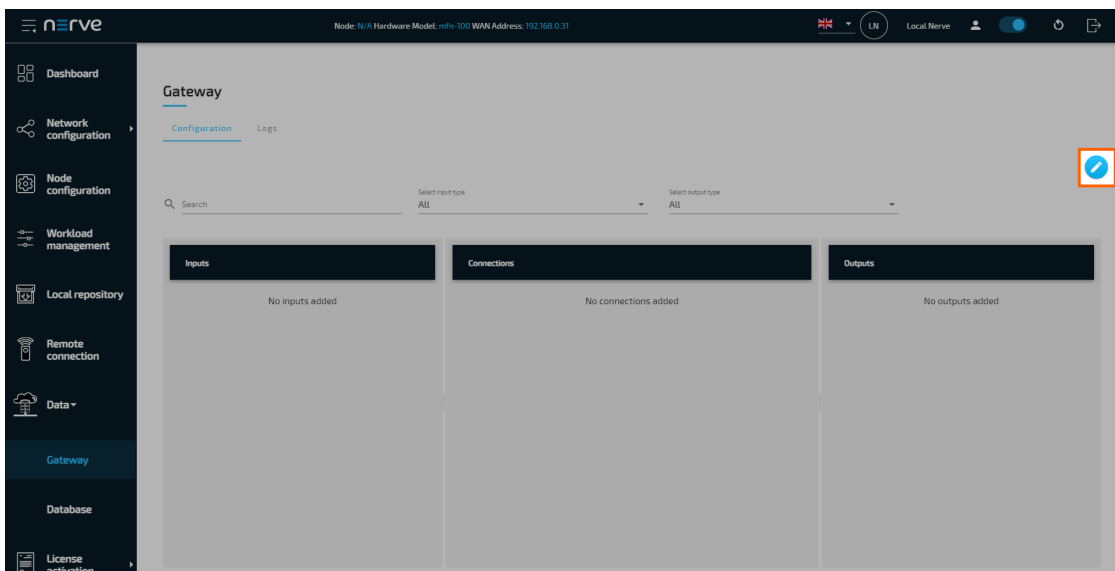 nerve
Node: N/A Hardware Model: mfn-100 WAN Address: 192.168.0.31
LN
Local Nerve
Dashboard
Network
configuration
Node
configuration
Workload
management
Local repository
Remote
connection
Data
Gateway
Database
License
activation
Gateway
Configuration
Logs
Search
Select input type
All
Select output type
All
Inputs
Connections
Outputs
No inputs added
No connections added
No outputs added